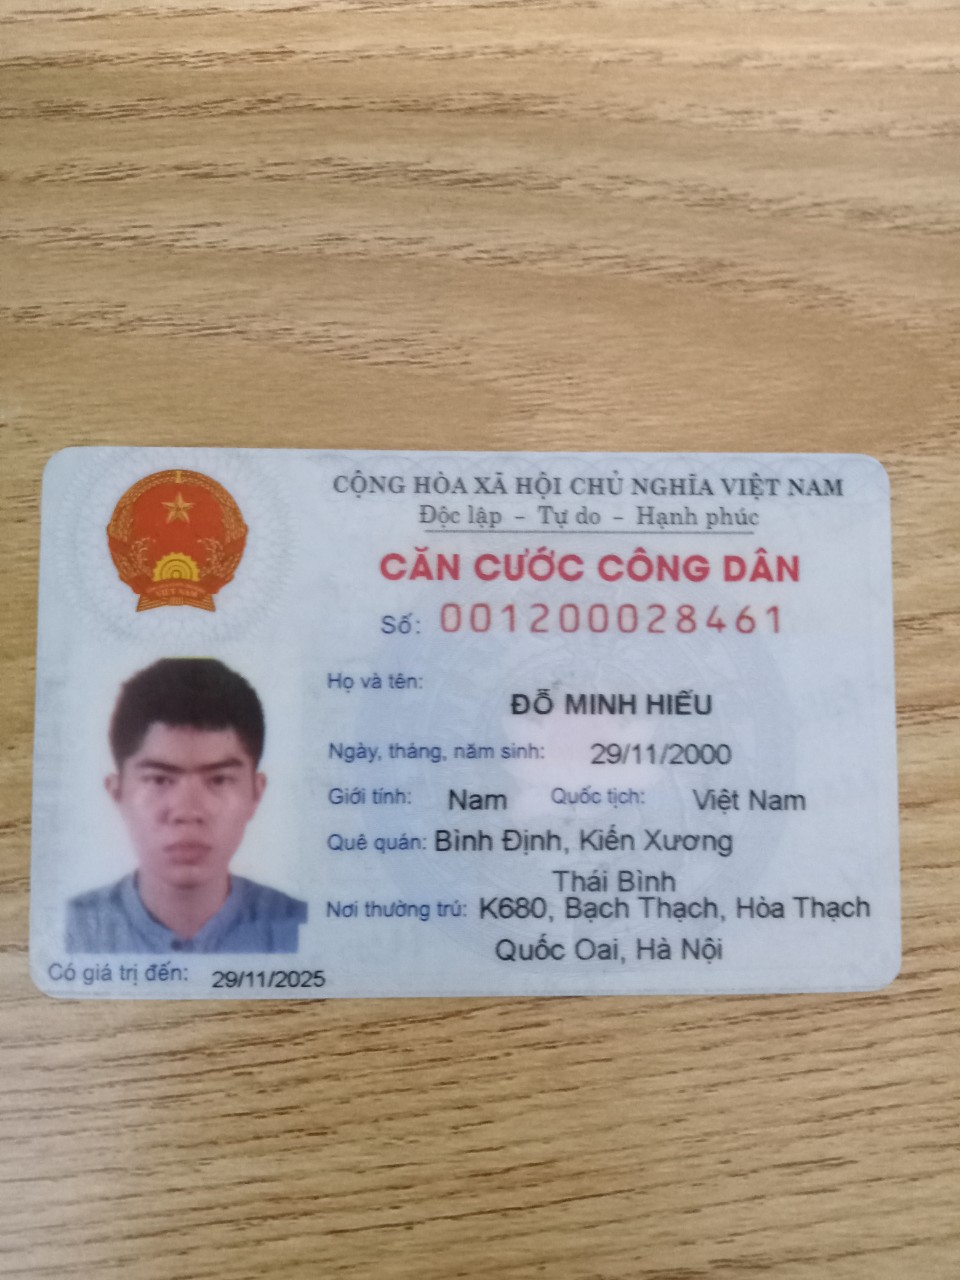 CỘNG HÒA XÃ HỘI CHỦ NGHĨA VIỆT NAM
Độc lập - Tự do - Hạnh phúc
CĂN CƯỚC CÔNG DÂN
Số: 001200028461
Họ và tên:
ĐỖ MINH HIẾU
Ngày, tháng, năm sinh: 29/11/2000
Giới tính: Nam Quốc tịch: Việt Nam
Quê quán: Bình Định, Kiến Xương
Thái Bình
Nơi thường trú: K680, Bạch Thạch, Hòa Thạch
Quốc Oai, Hà Nội
Có giá trị đến: 29/11/2025